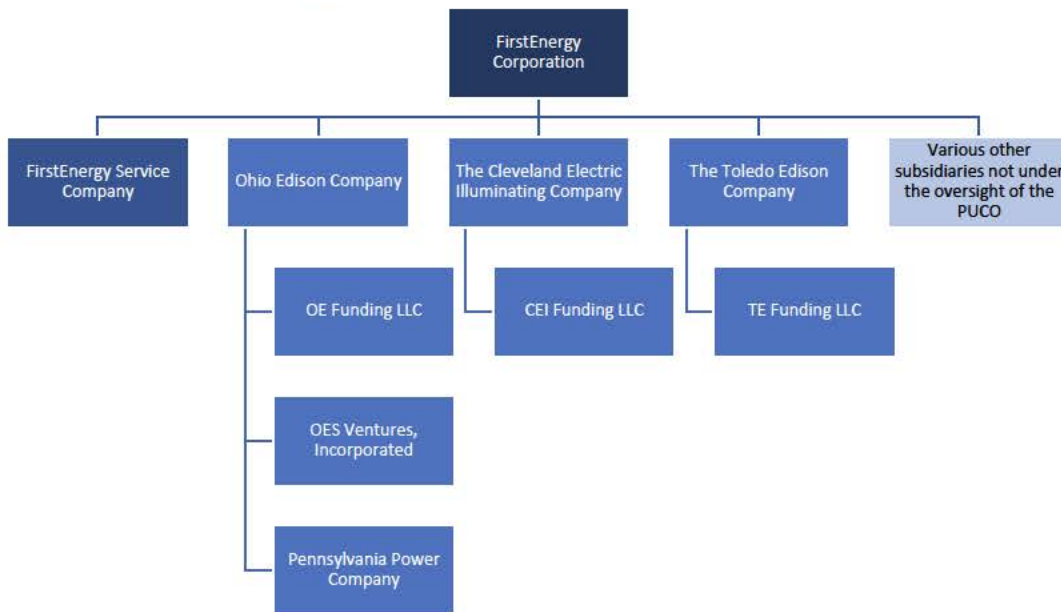 FirstEnergy
Corporation
FirstEnergy Service
Company
Ohio Edison Company
The Cleveland Electric
Illuminating Company
The Toledo Edison
Company
Various other
subsidiaries not under
the oversight of the
PUCO
OE Funding LLC
CEI Funding LLC
TE Funding LLC
OES Ventures,
Incorporated
Pennsylvania Power
Company